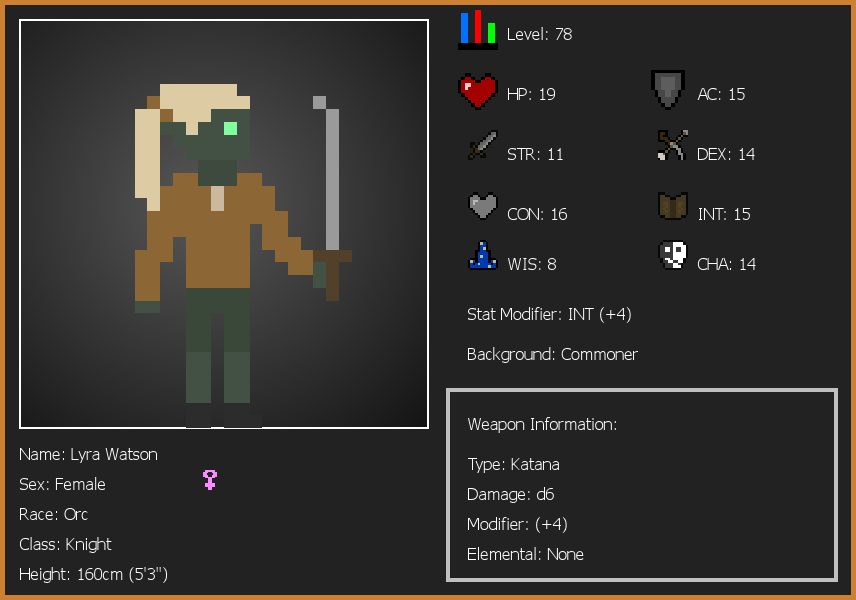 Level: 78
HP: 19
AC: 15
STR: 11
DEX: 14
CON: 16
INT: 15
WIS: 8
CHA: 14
Stat Modifier: INT (+4)
Background: Commoner
Weapon Information:
Type: Katana
Damage: d6
Modifier: (+4)
Elemental: None
Name: Lyra Watson
Sex: Female
Race: Orc
Class: Knight
Height: 160cm (5'3")